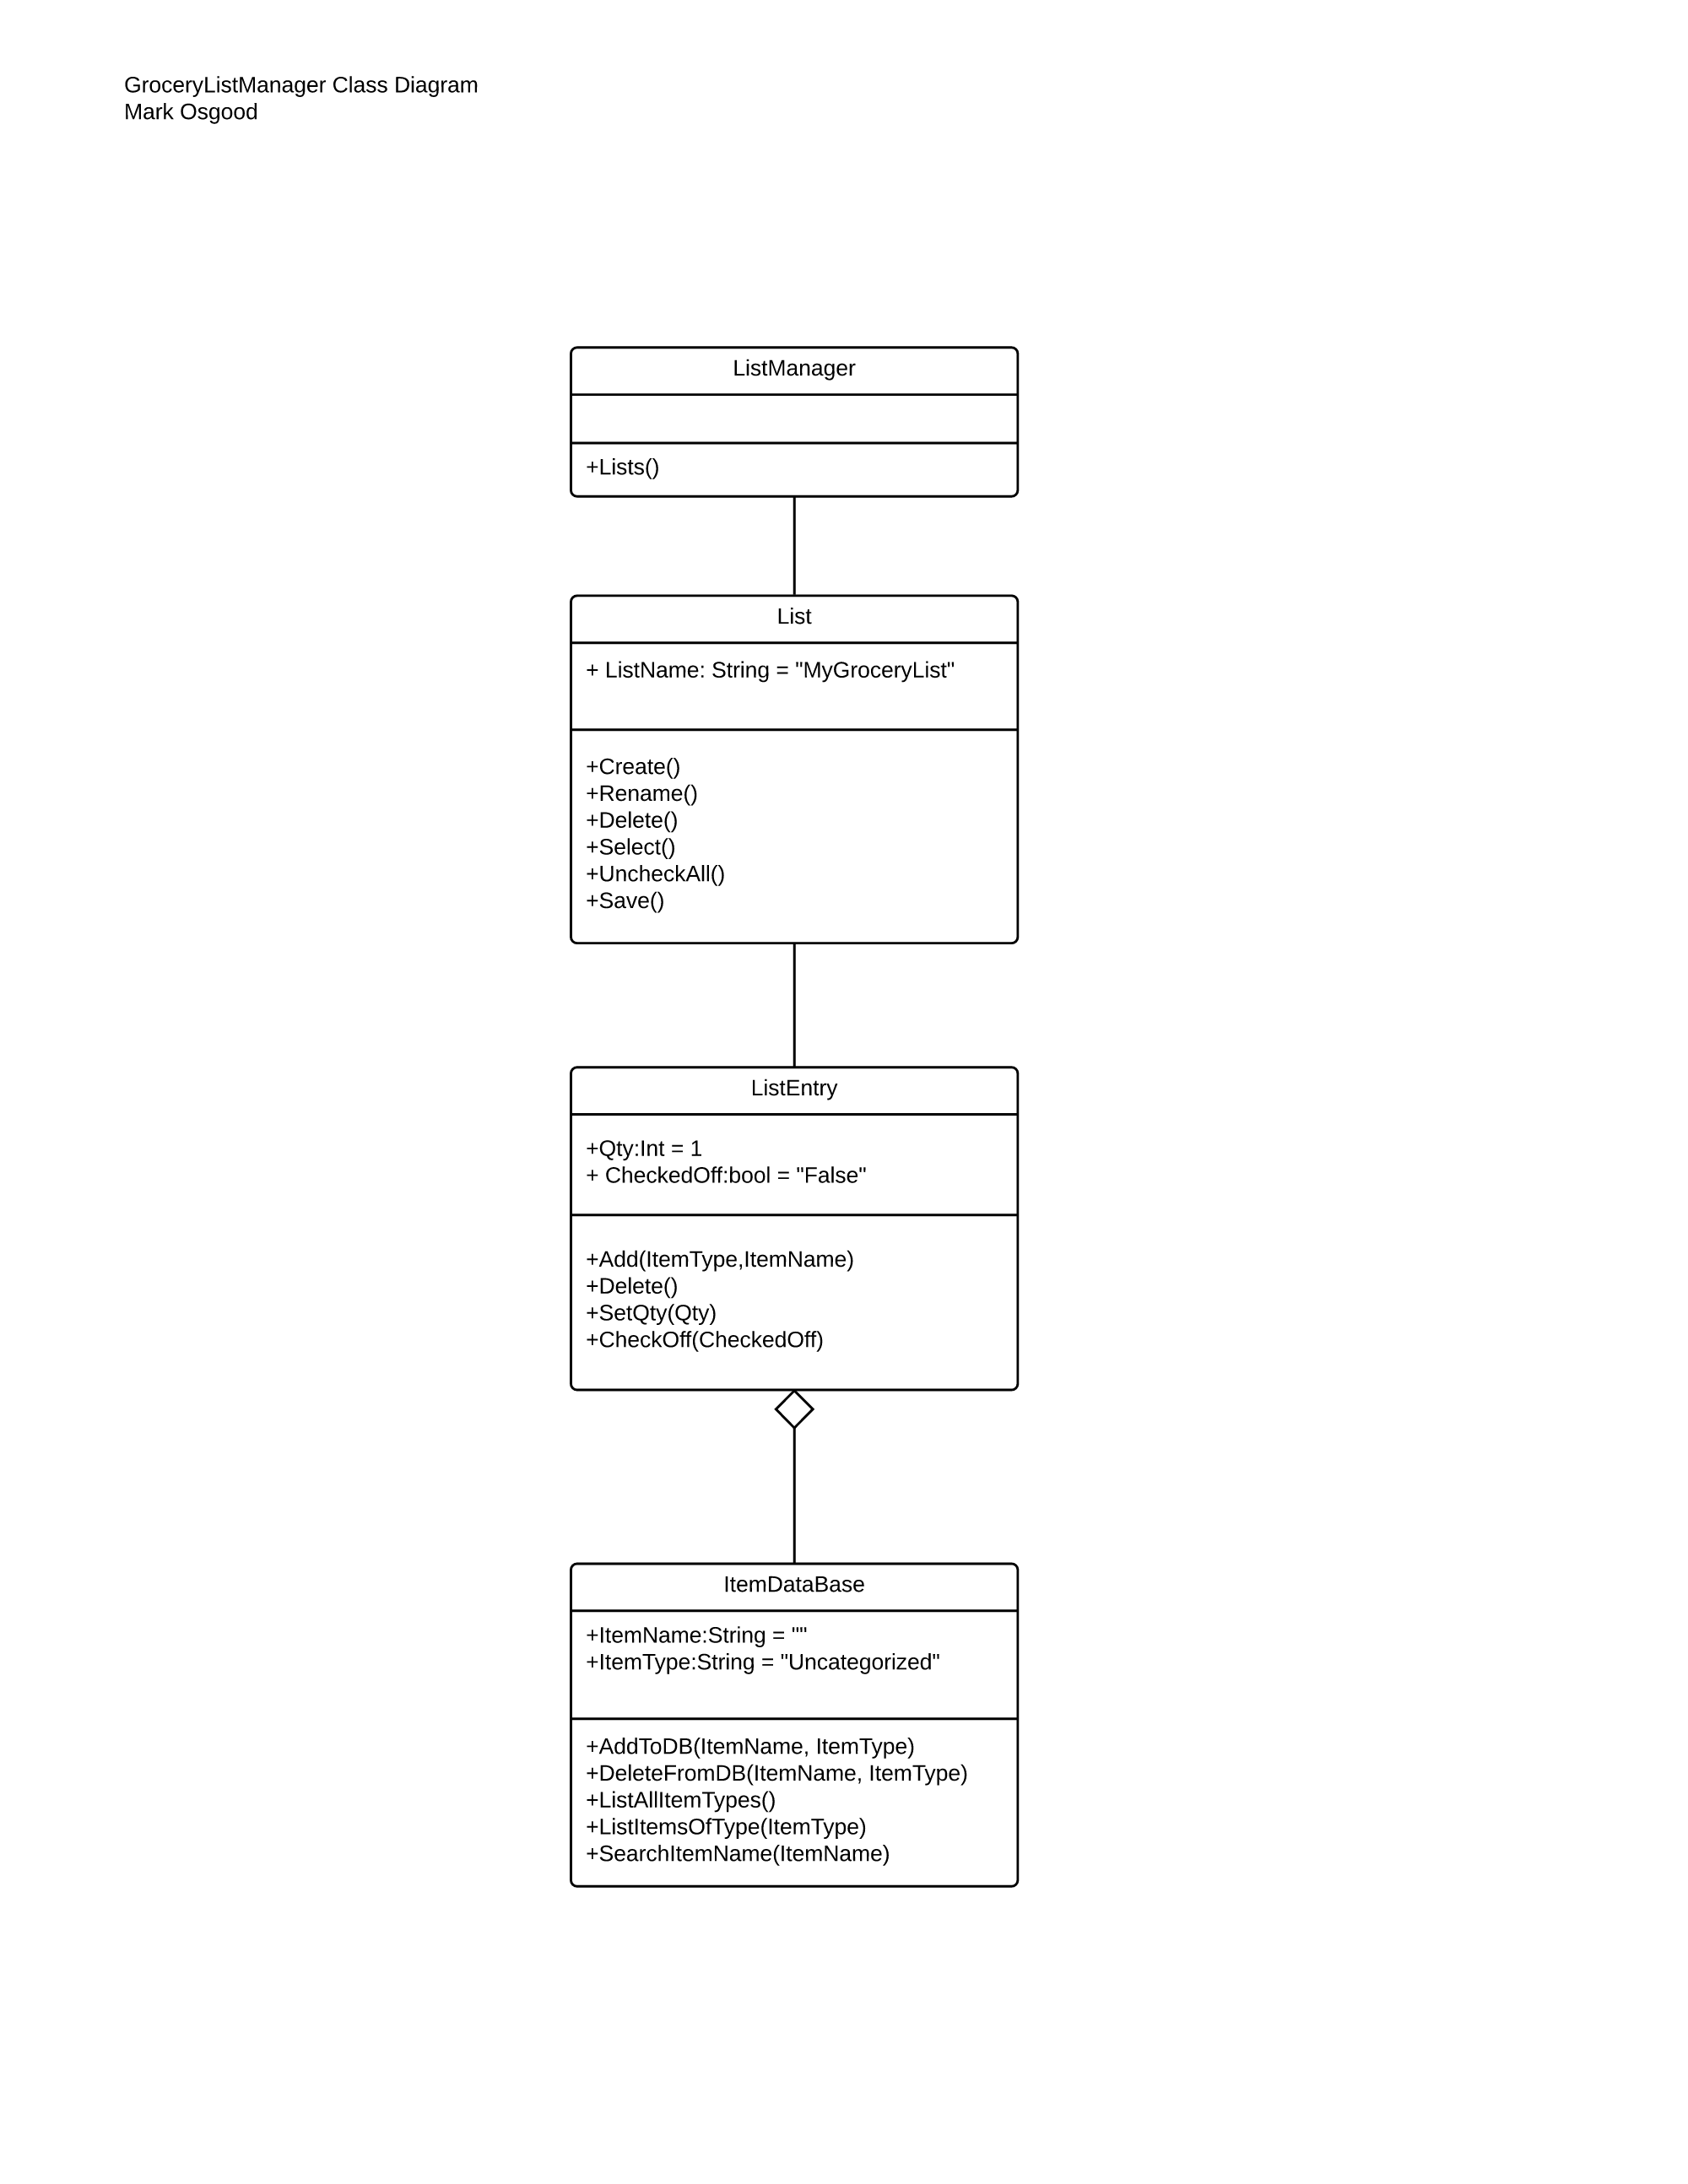 GroceryListManager Class Diagram
Mark Osgood
ListManager
+Lists()
List
+ ListName: String = "MyGroceryList"
+Create()
+Rename()
+Delete()
+Select()
+UncheckAll()
+Save()
ListEntry
+Qty:Int = 1
+ CheckedOff:bool = "False"
+Add(ItemType,ItemName)
+Delete()
+SetQty(Qty)
+CheckOff(CheckedOff)
ItemDataBase
+ItemName:String = ""
+ItemType:String = "Uncategorized"
+AddToDB(ItemName, ItemType)
+DeleteFromDB(ItemName, ItemType)
+ListAllItemTypes()
+ListItemsOfType(ItemType)
+SearchItemName(ItemName)